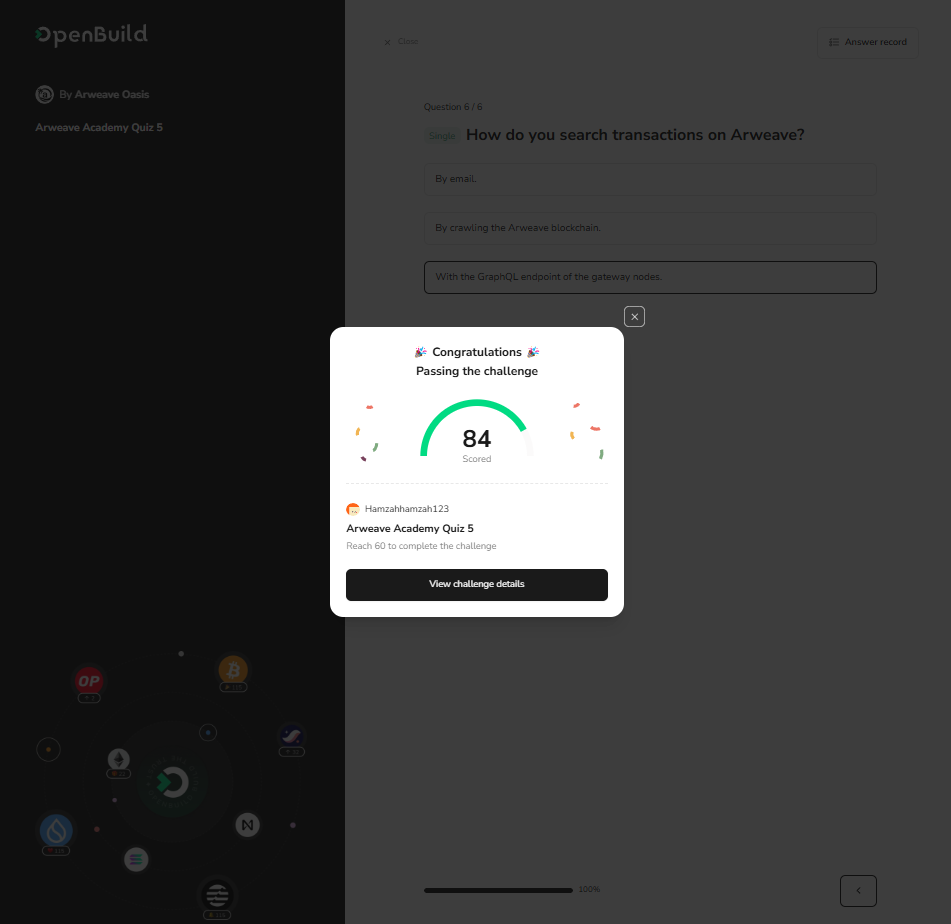 OpenBuild
By Arweave Oasis
Arweave Academy Quiz 5
Close
Answer record
Question 6 / 6
Single How do you search transactions on Arweave?
By email.
By crawling the Arweave blockchain.
With the GraphQL endpoint of the gateway nodes.
Congratulations
Passing the challenge
84
Scored
Hamzahhamzah123
Arweave Academy Quiz 5
Reach 60 to complete the challenge
View challenge details
OP
100%